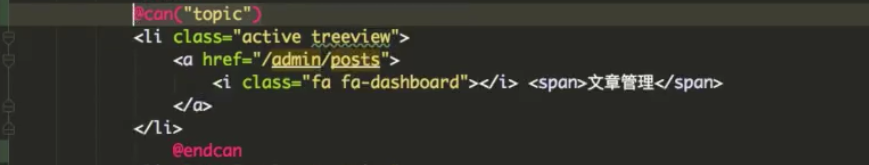 @can("topic")
<li class="active treeview">
<a href="/admin/posts">
<i class="fa fa-dashboard"></i> <span>文章管理</span>
</a>
</li>
@endcan